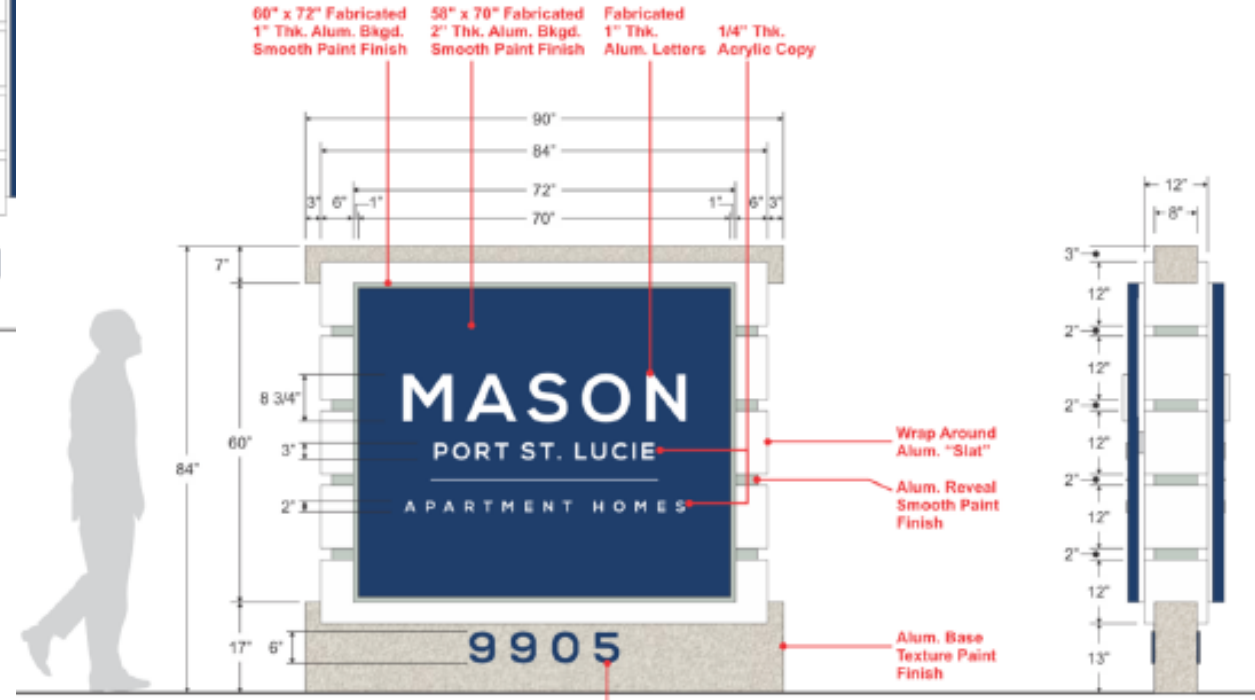 60" x 72" Fabricated
1" Thk. Alum. Bkgd.
Smooth Paint Finish
58" x 70" Fabricated
2" Thk. Alum. Bkgd.
Smooth Paint Finish
Fabricated
1" Thk.
Alum. Letters
1/4" Thk.
Acrylic Copy
90"
84"
72"
3" 6" 1" 70" 1" 6" 3"
7"
60"
84"
8 3/4"
3"
2"
17"
6"
MASON
PORT ST. LUCIE
APARTMENT HOMES
9905
Wrap Around
Alum. "Slat"
Alum. Reveal
Smooth Paint
Finish
Alum. Base
Texture Paint
Finish
12"
8"
3"
12"
2"
12"
2"
12"
2"
12"
2"
12"
13"